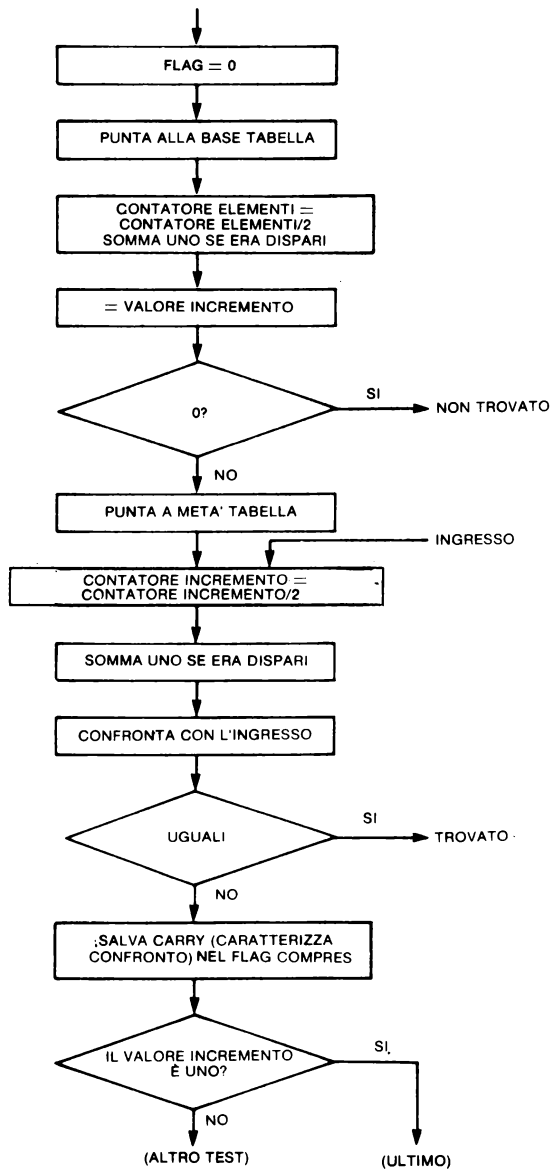 FLAG = 0
PUNTA ALLA BASE TABELLA
CONTATORE ELEMENTI =
CONTATORE ELEMENTI/2
SOMMA UNO SE ERA DISPARI
= VALORE INCREMENTO
0?
SI
NON TROVATO
NO
PUNTA A META' TABELLA
INGRESSO
CONTATORE INCREMENTO =
CONTATORE INCREMENTO/2
SOMMA UNO SE ERA DISPARI
CONFRONTA CON L'INGRESSO
UGUALI
SI
TROVATO
NO
SALVA CARRY (CARATTERIZZA
CONFRONTO) NEL FLAG COMPRES
IL VALORE INCREMENTO
È UNO?
SI
NO
(ALTRO TEST)
(ULTIMO)